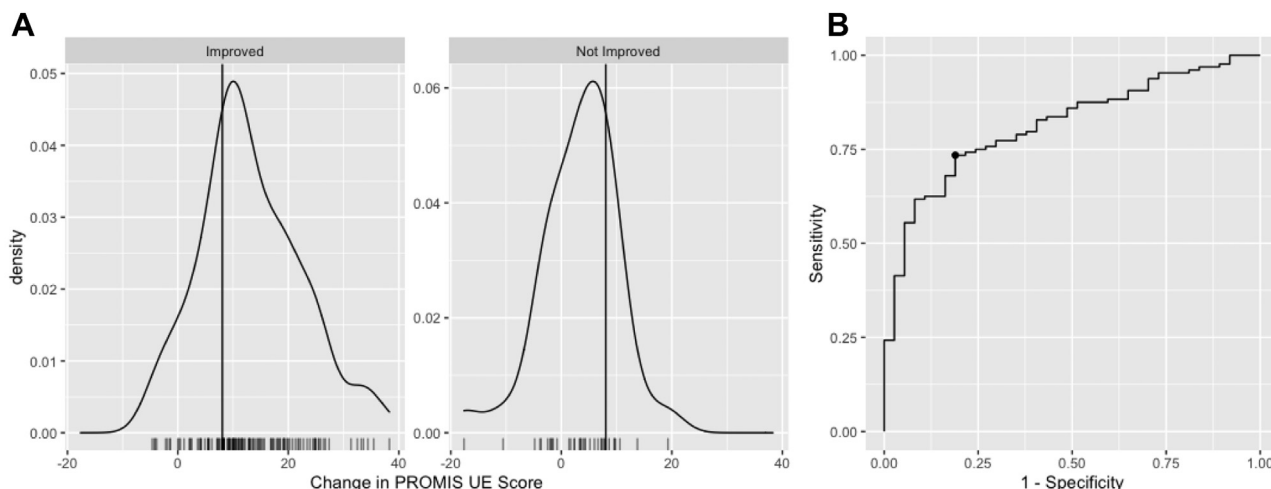 A
B
Improved
Not Improved
density
0.05
0.04
0.03
0.02
0.01
0.00
-20 0 20 40
0.06
0.04
0.02
0.00
-20 0 20 40
Change in PROMIS UE Score
Sensitivity
1.00
0.75
0.50
0.25
0.00
0.00 0.25 0.50 0.75 1.00
1 - Specificity